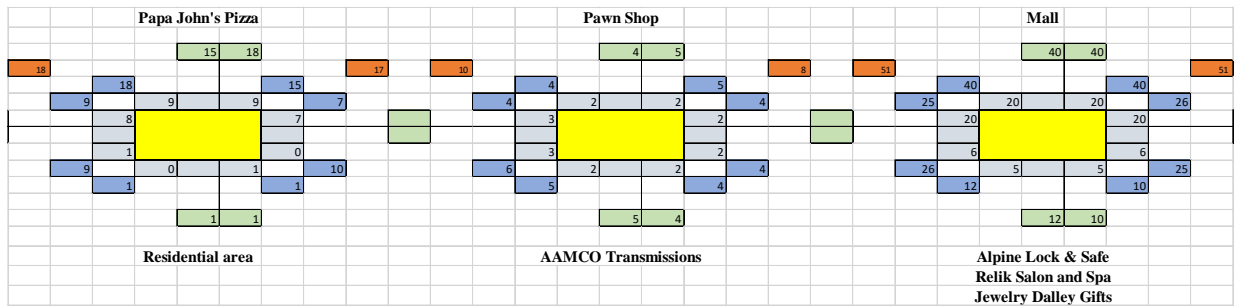 Papa John's Pizza Pawn Shop Mall
15 18 4 5 40 40
18 17 10 8 51 51
18 15 4 5 40 40
9 9 9 7 4 2 2 4 25 20 20 26
8 7 3 2 20 20
1 0 3 2 6 6
9 0 1 10 6 2 2 4 26 5 5 25
1 1 5 4 12 10
1 1 5 4 12 10
Residential area AAMCO Transmissions Alpine Lock & Safe
Relik Salon and Spa
Jewelry Dalley Gifts